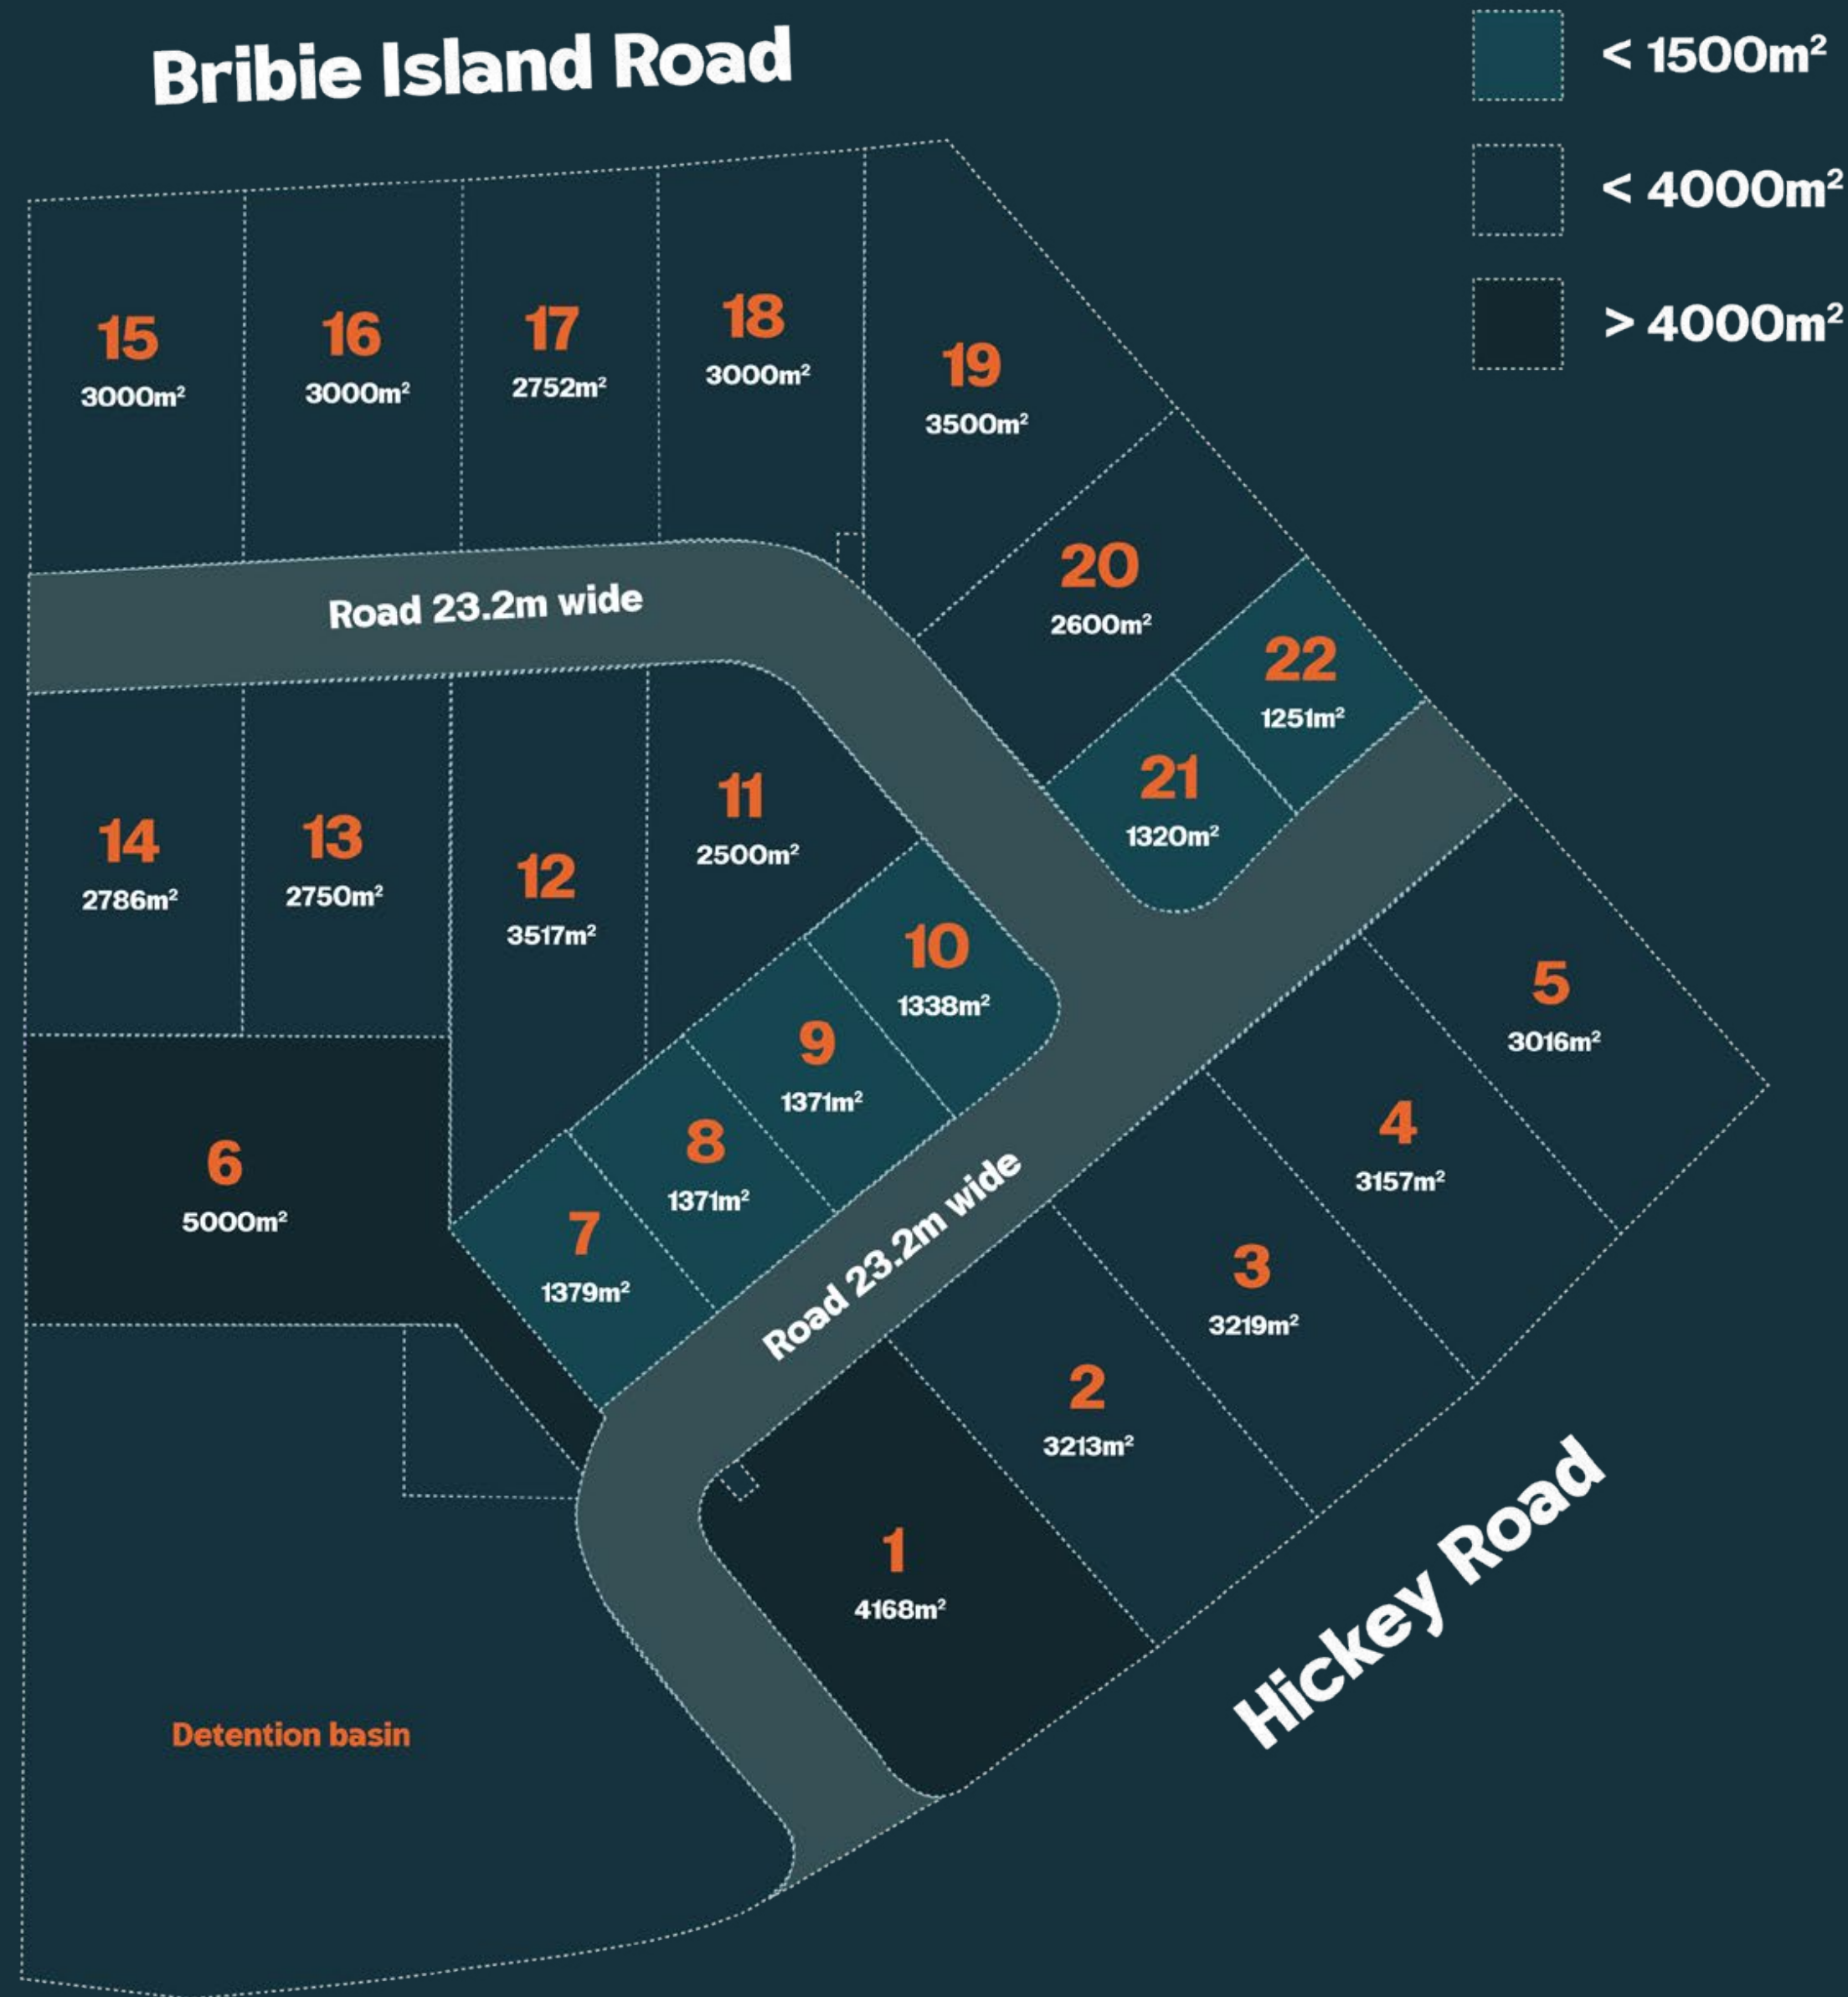 Bribie Island Road
< 1500m²
< 4000m²
> 4000m²
15
3000m²
16
3000m²
17
2752m²
18
3000m²
19
3500m²
20
2600m²
22
1251m²
21
1320m²
Road 23.2m wide
14
2786m²
13
2750m²
12
3517m²
11
2500m²
10
1338m²
9
1371m²
8
1371m²
7
1379m²
6
5000m²
5
3016m²
4
3157m²
3
3219m²
2
3213m²
1
4168m²
Road 23.2m wide
Hickey Road
Detention basin